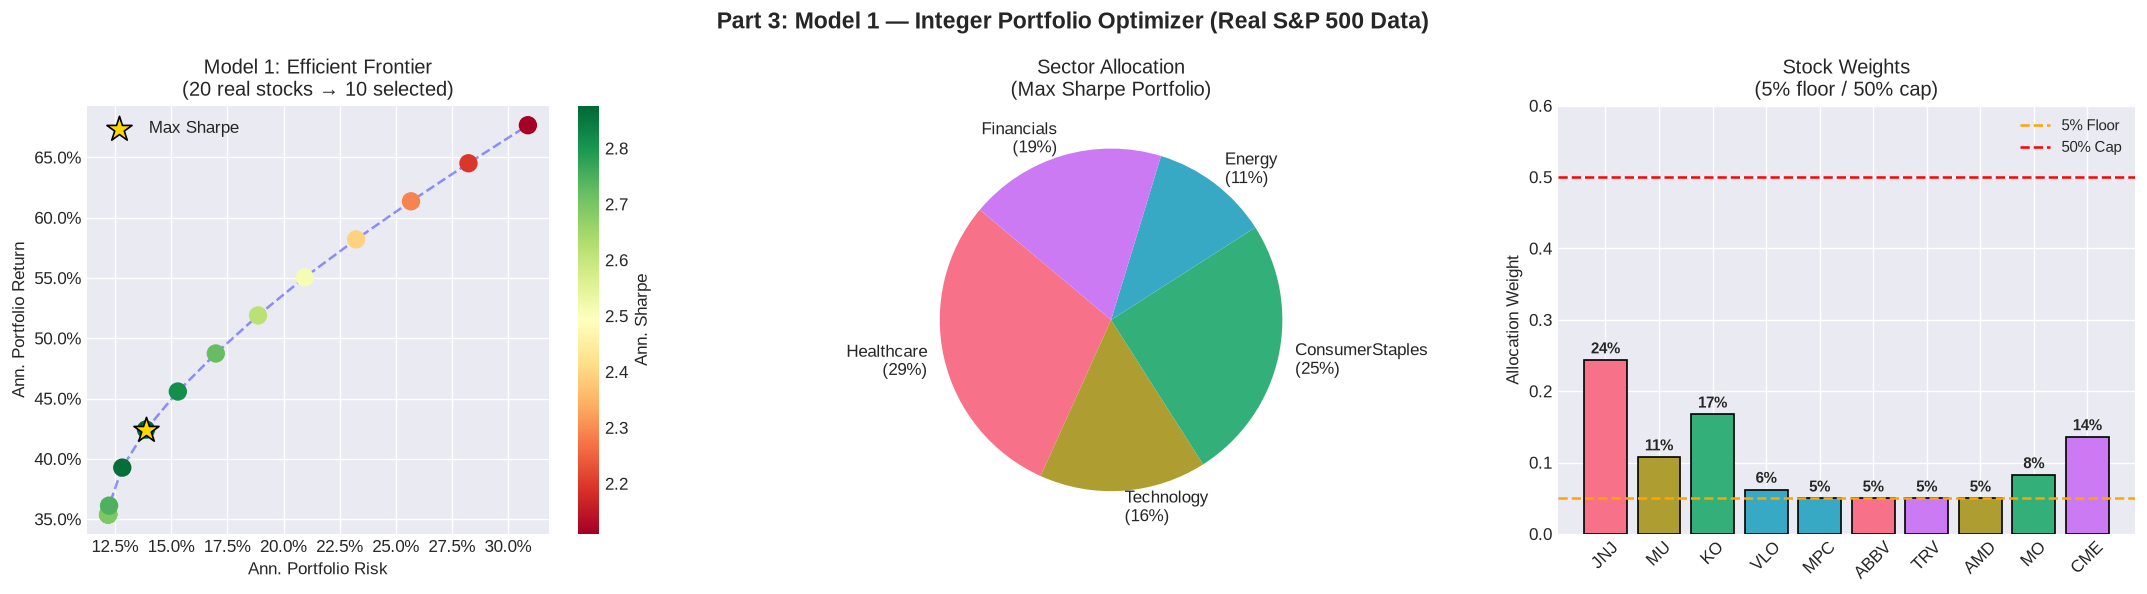 Part 3: Model 1 — Integer Portfolio Optimizer (Real S&P 500 Data)
Model 1: Efficient Frontier
(20 real stocks → 10 selected)
Max Sharpe
65.0%
60.0%
55.0%
50.0%
45.0%
40.0%
35.0%
Ann. Portfolio Return
12.5% 15.0% 17.5% 20.0% 22.5% 25.0% 27.5% 30.0%
Ann. Portfolio Risk
2.8
2.7
2.6
2.5
2.4
2.3
2.2
Ann. Sharpe
Sector Allocation
(Max Sharpe Portfolio)
Financials
(19%)
Energy
(11%)
Healthcare
(29%)
ConsumerStaples
(25%)
Technology
(16%)
Stock Weights
(5% floor / 50% cap)
5% Floor
50% Cap
0.6
0.5
0.4
0.3
0.2
0.1
0.0
Allocation Weight
24%
11%
17%
6%
5%
5%
5%
5%
8%
14%
JNJ
MU
KO
VLO
MPC
ABBV
TRV
AMD
MO
CME